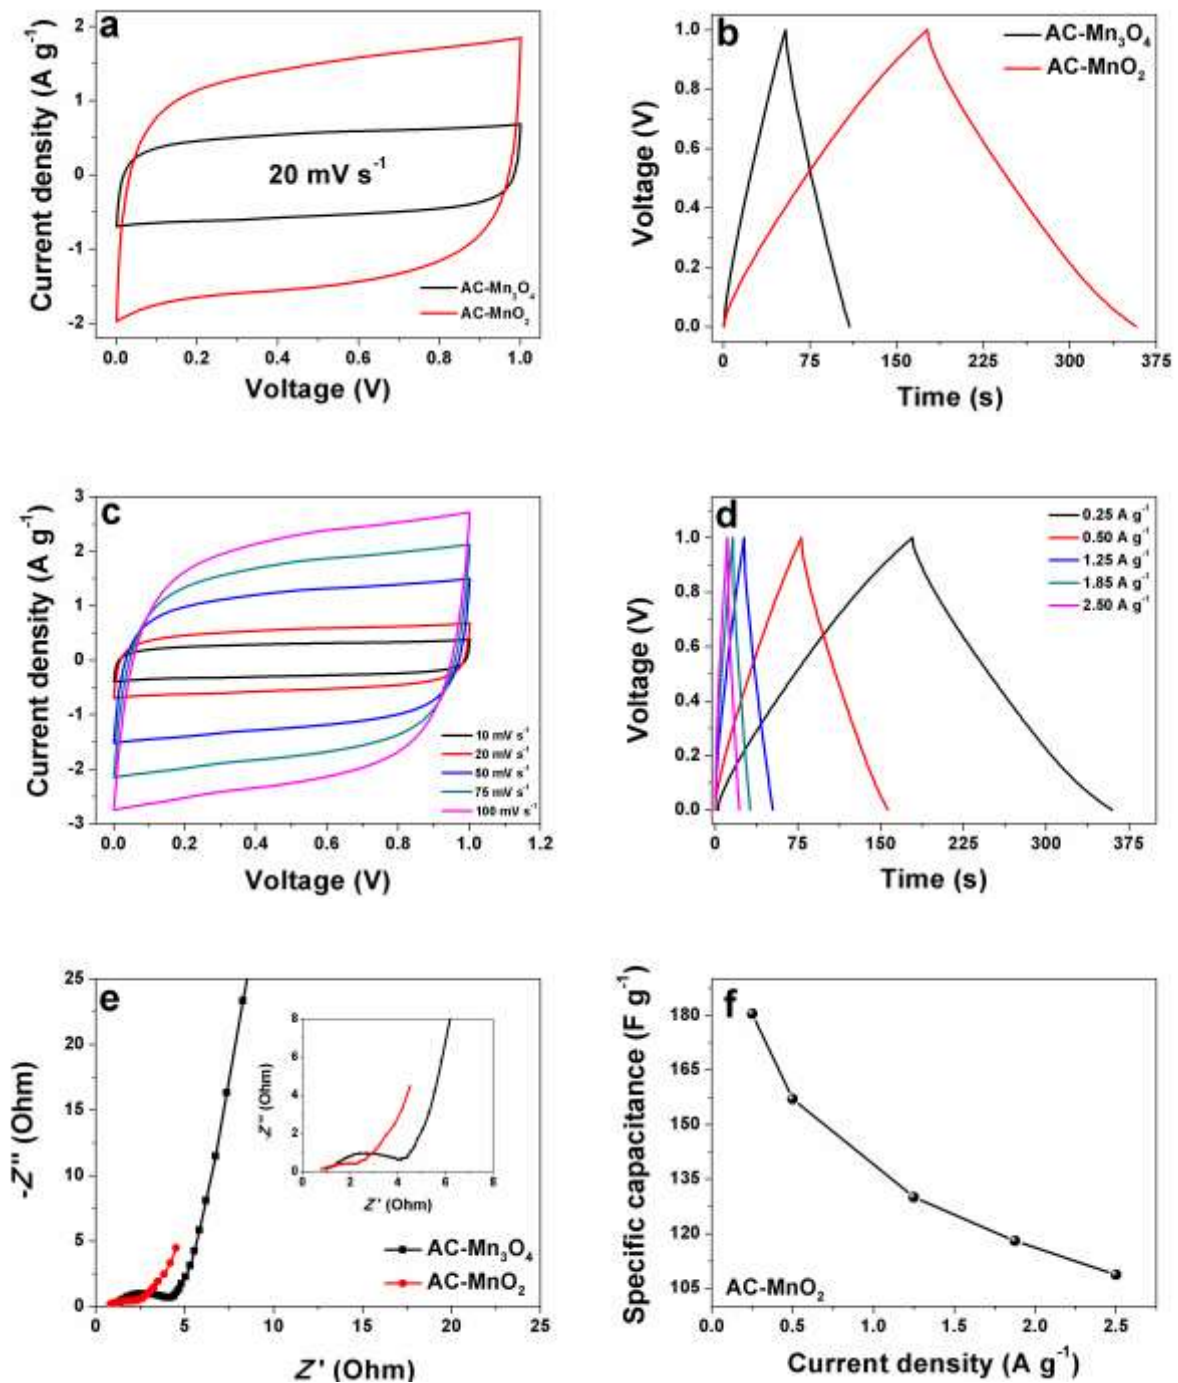 a
Current density (A g⁻¹)
2
1
0
-1
-2
20 mV s⁻¹
AC-Mn₃O₄
AC-MnO₂
0.0 0.2 0.4 0.6 0.8 1.0
Voltage (V)
b
Voltage (V)
1.0
0.8
0.6
0.4
0.2
0.0
AC-Mn₃O₄
AC-MnO₂
0 75 150 225 300 375
Time (s)
c
Current density (A g⁻¹)
3
2
1
0
-1
-2
-3
10 mV s⁻¹
20 mV s⁻¹
50 mV s⁻¹
75 mV s⁻¹
100 mV s⁻¹
0.0 0.2 0.4 0.6 0.8 1.0 1.2
Voltage (V)
d
Voltage (V)
1.0
0.8
0.6
0.4
0.2
0.0
0.25 A g⁻¹
0.50 A g⁻¹
1.25 A g⁻¹
1.85 A g⁻¹
2.50 A g⁻¹
0 75 150 225 300 375
Time (s)
e
-Z'' (Ohm)
25
20
15
10
5
0
8
6
4
2
0
-Z'' (Ohm)
0 2 4 6 8
Z' (Ohm)
AC-Mn₃O₄
AC-MnO₂
0 5 10 15 20 25
Z' (Ohm)
f
Specific capacitance (F g⁻¹)
180
165
150
135
120
105
AC-MnO₂
0.0 0.5 1.0 1.5 2.0 2.5
Current density (A g⁻¹)